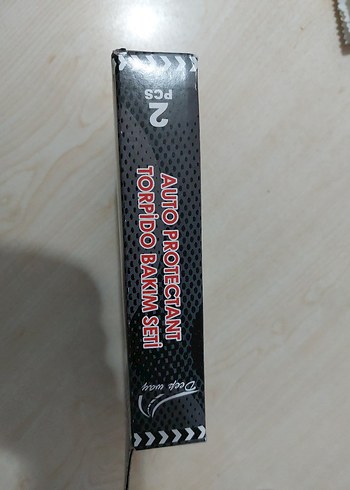 2
PCS
AUTO PROTECTANT
TORPİDO BAKIM SETİ
Deep way